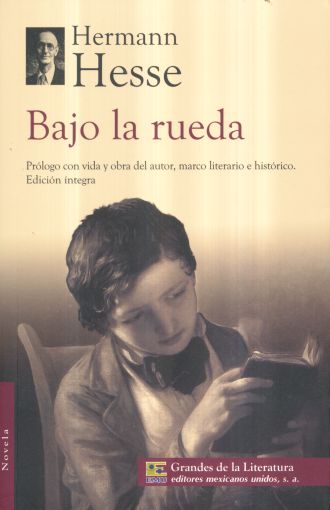 Hermann
Hesse
Bajo la rueda
Prólogo con vida y obra del autor, marco literario e histórico.
Edición íntegra
Novela
EMU
Grandes de la Literatura
editores mexicanos unidos, s. a.